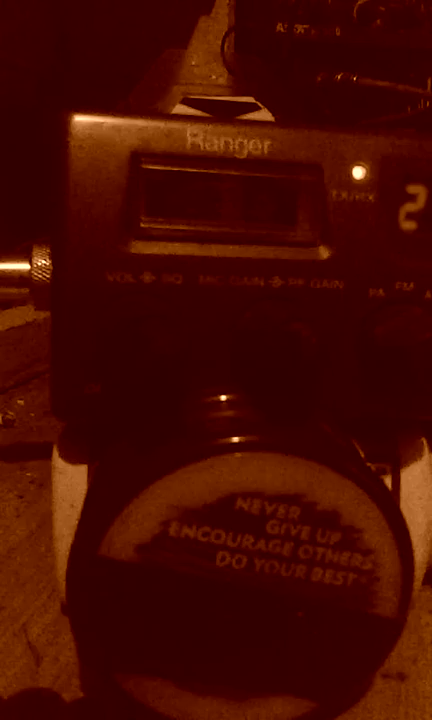 Ranger
TX/RX
2
VOL SQ MIC GAIN RF GAIN
PA FM A
NEVER
GIVE UP
ENCOURAGE OTHERS
DO YOUR BEST